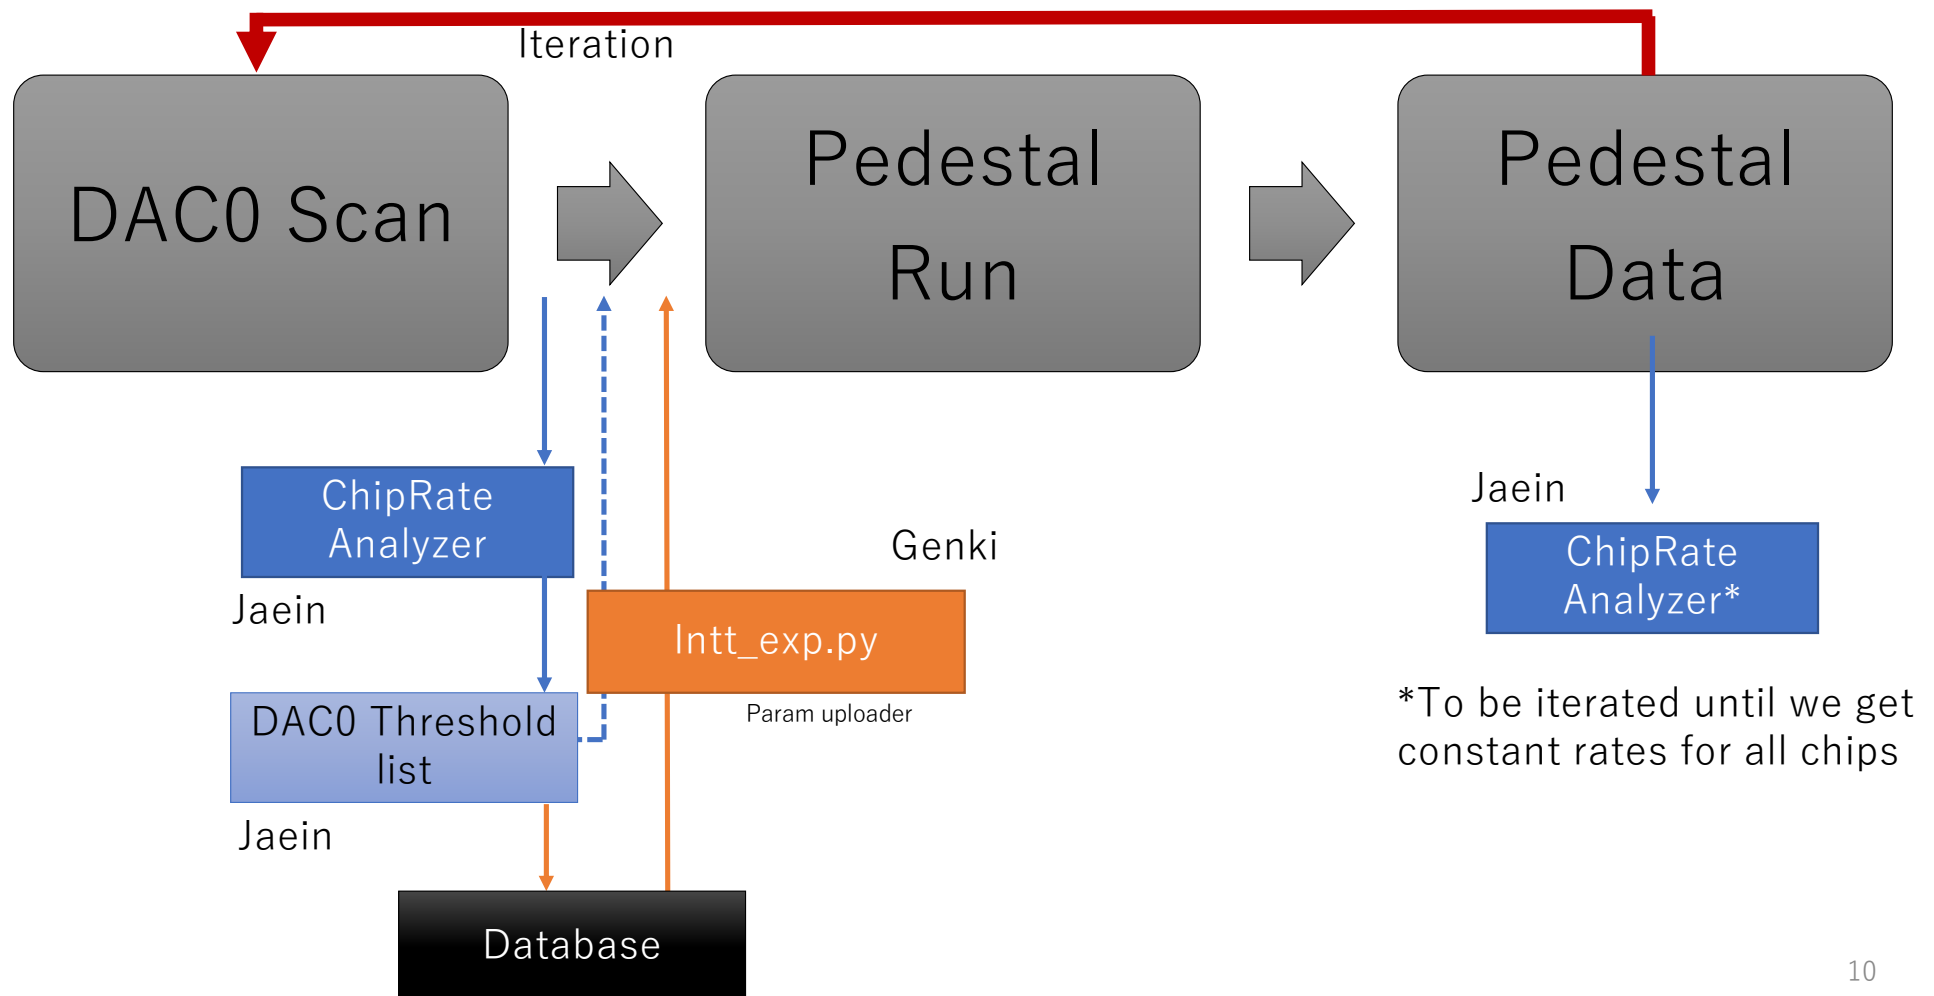 Iteration
DAC0 Scan
Pedestal
Run
Pedestal
Data
ChipRate
Analyzer
Jaein
DAC0 Threshold
list
Jaein
Database
Genki
Intt_exp.py
Param uploader
Jaein
ChipRate
Analyzer*
*To be iterated until we get
constant rates for all chips
10